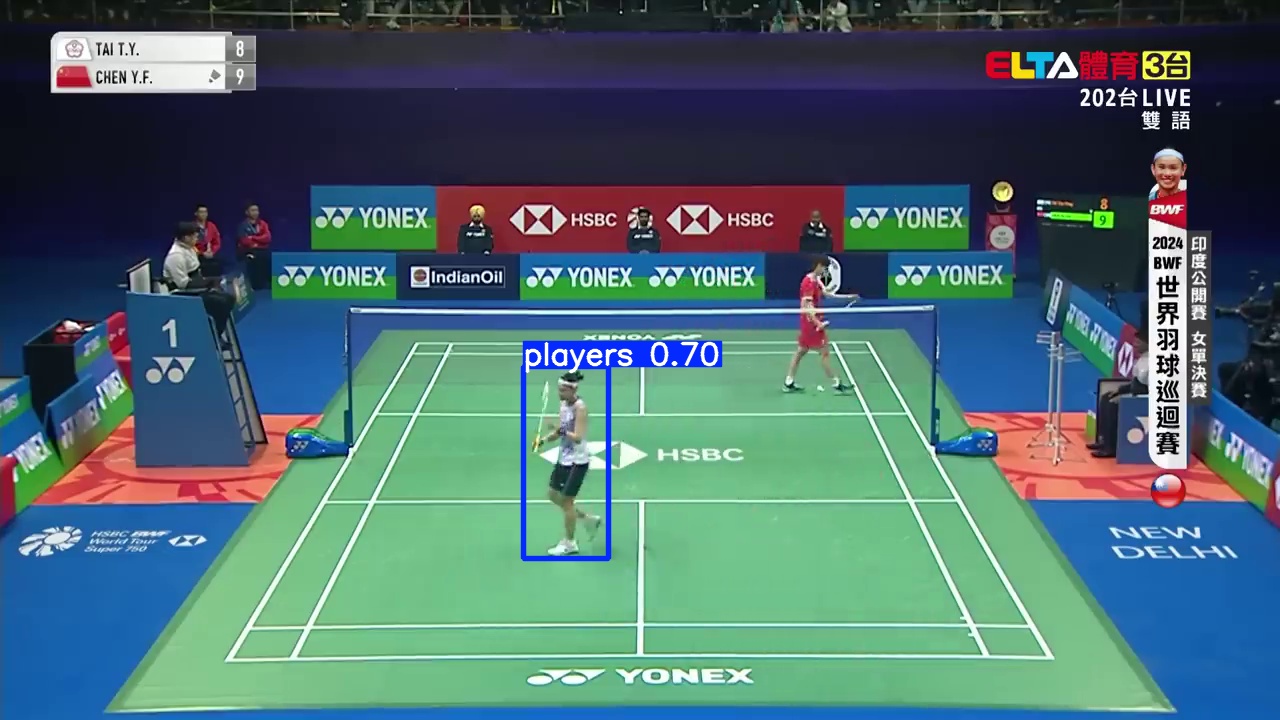 TAI T.Y. 8
CHEN Y.F. 9
ELTA體育3台
202台LIVE
雙 語
BWF
2024
BWF
世界羽球巡迴賽
印度公開賽 女單決賽
8
9
YONEX
HSBC
HSBC
YONEX
YONEX
IndianOil
YONEX
YONEX
YONEX
1
YONEX
players 0.70
HSBC
YONEX
YONEX
YONEX
HSBC BWF
World Tour
Super 750
NEW
DELHI
YONEX